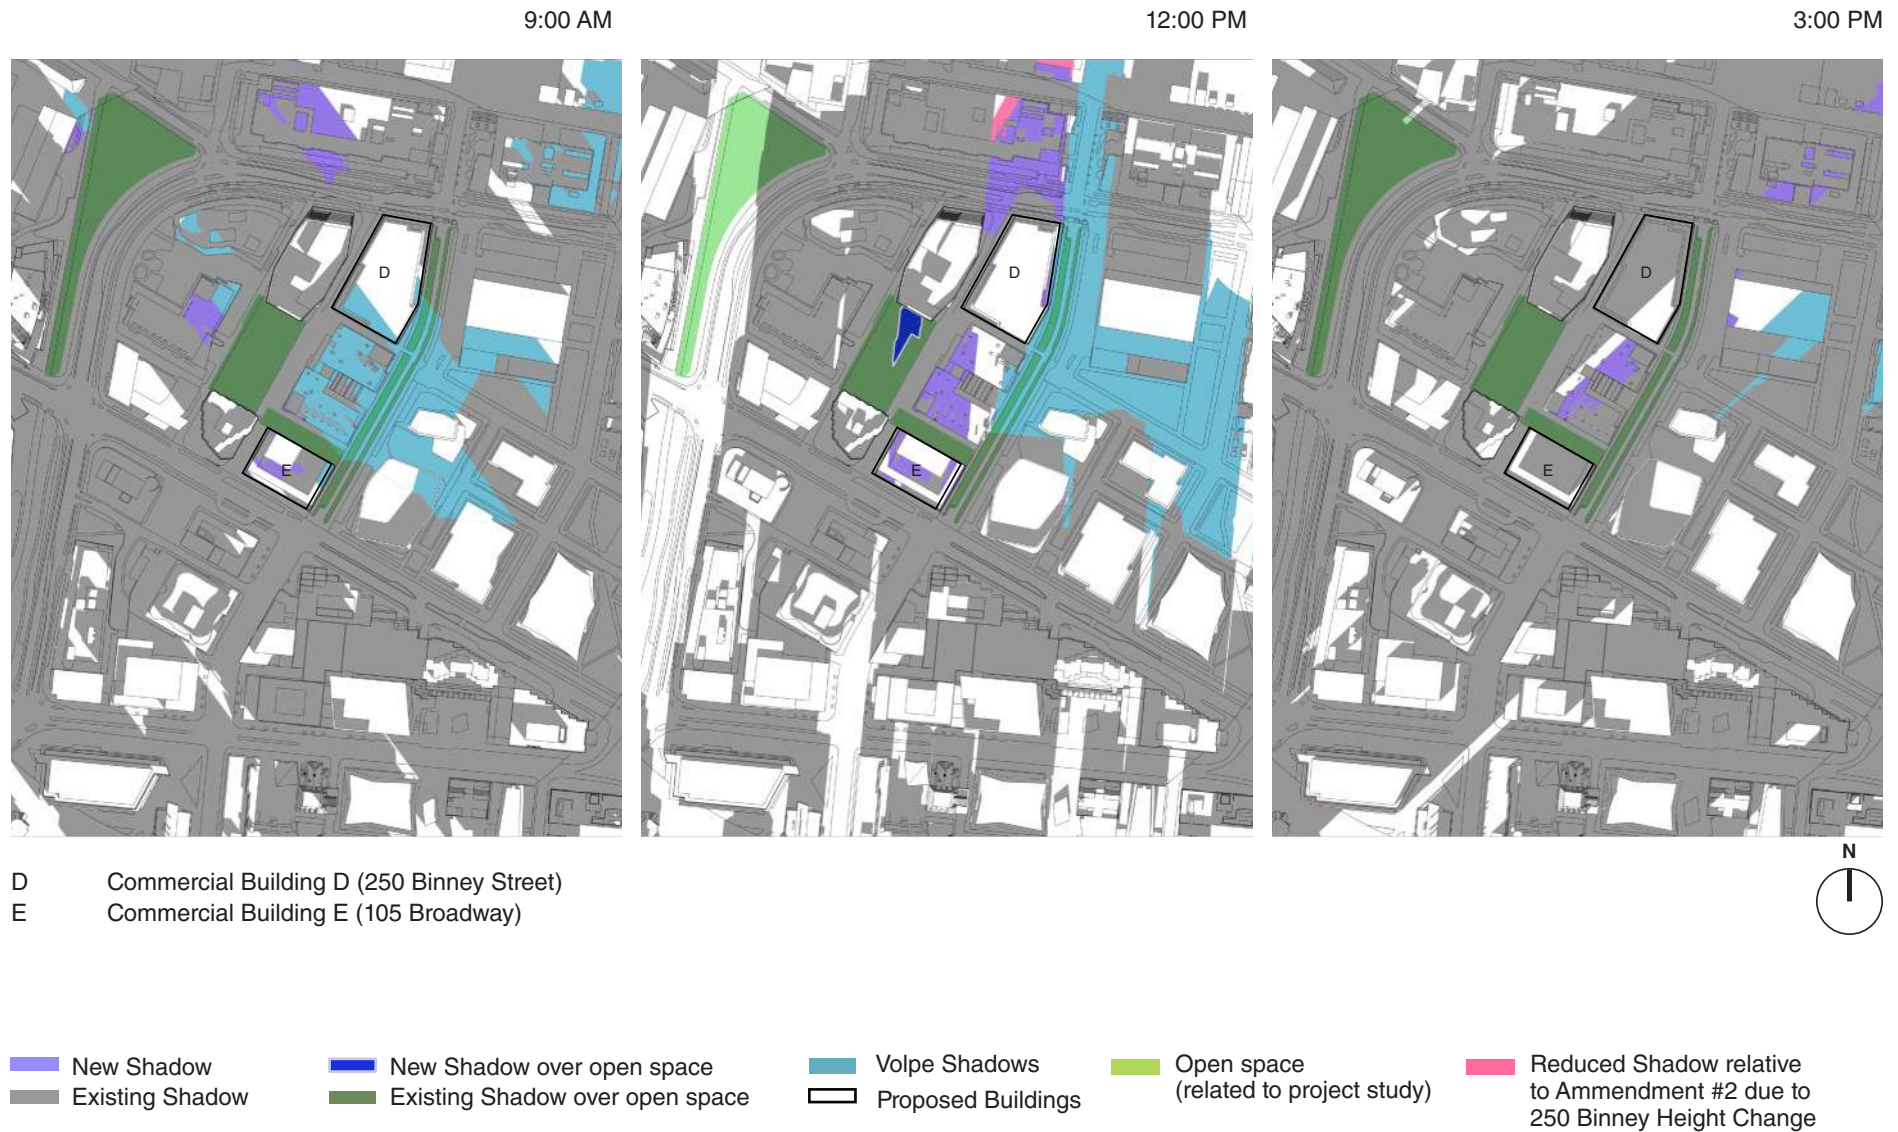 9:00 AM
12:00 PM
3:00 PM
D
E
D
E
D
E
N
D Commercial Building D (250 Binney Street)
E Commercial Building E (105 Broadway)
New Shadow
Existing Shadow
New Shadow over open space
Existing Shadow over open space
Volpe Shadows
Proposed Buildings
Open space
(related to project study)
Reduced Shadow relative
to Ammendment #2 due to
250 Binney Height Change